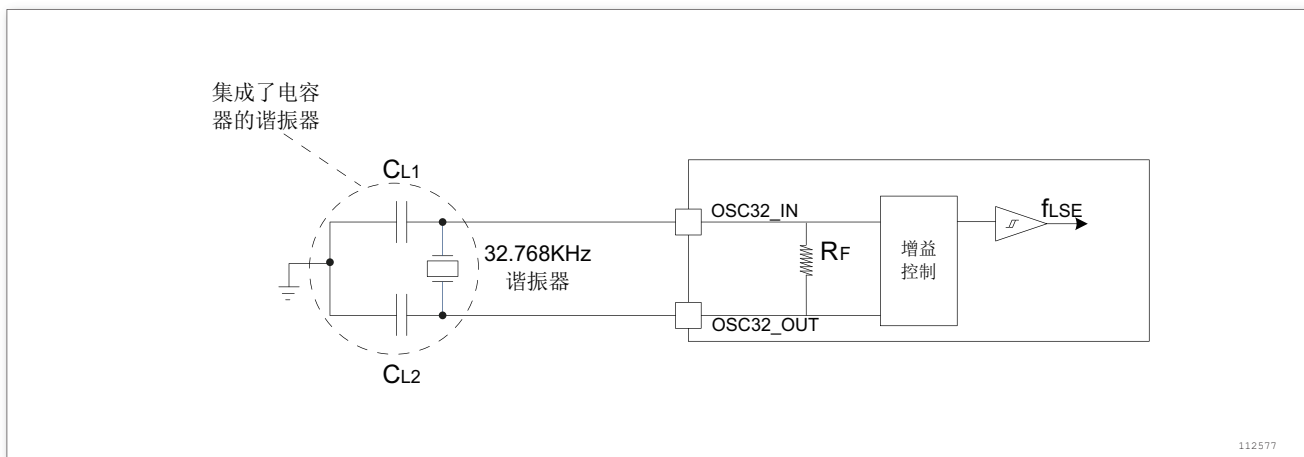 集成了电容
器的谐振器
CL1
OSC32_IN
fLSE
32.768KHz
谐振器
RF
增益
控制
OSC32_OUT
CL2
112577